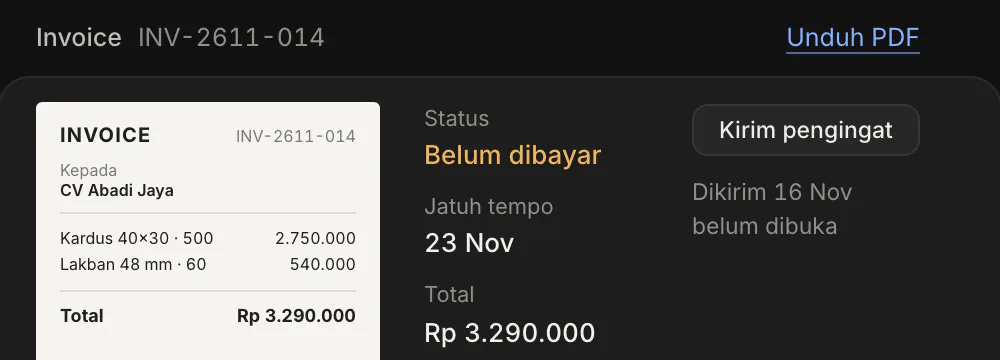 Invoice INV-2611-014
Unduh PDF
INVOICE INV-2611-014
Kepada
CV Abadi Jaya
Kardus 40×30 · 500 2.750.000
Lakban 48 mm · 60 540.000
Total Rp 3.290.000
Status
Belum dibayar
Jatuh tempo
23 Nov
Total
Rp 3.290.000
Kirim pengingat
Dikirim 16 Nov
belum dibuka